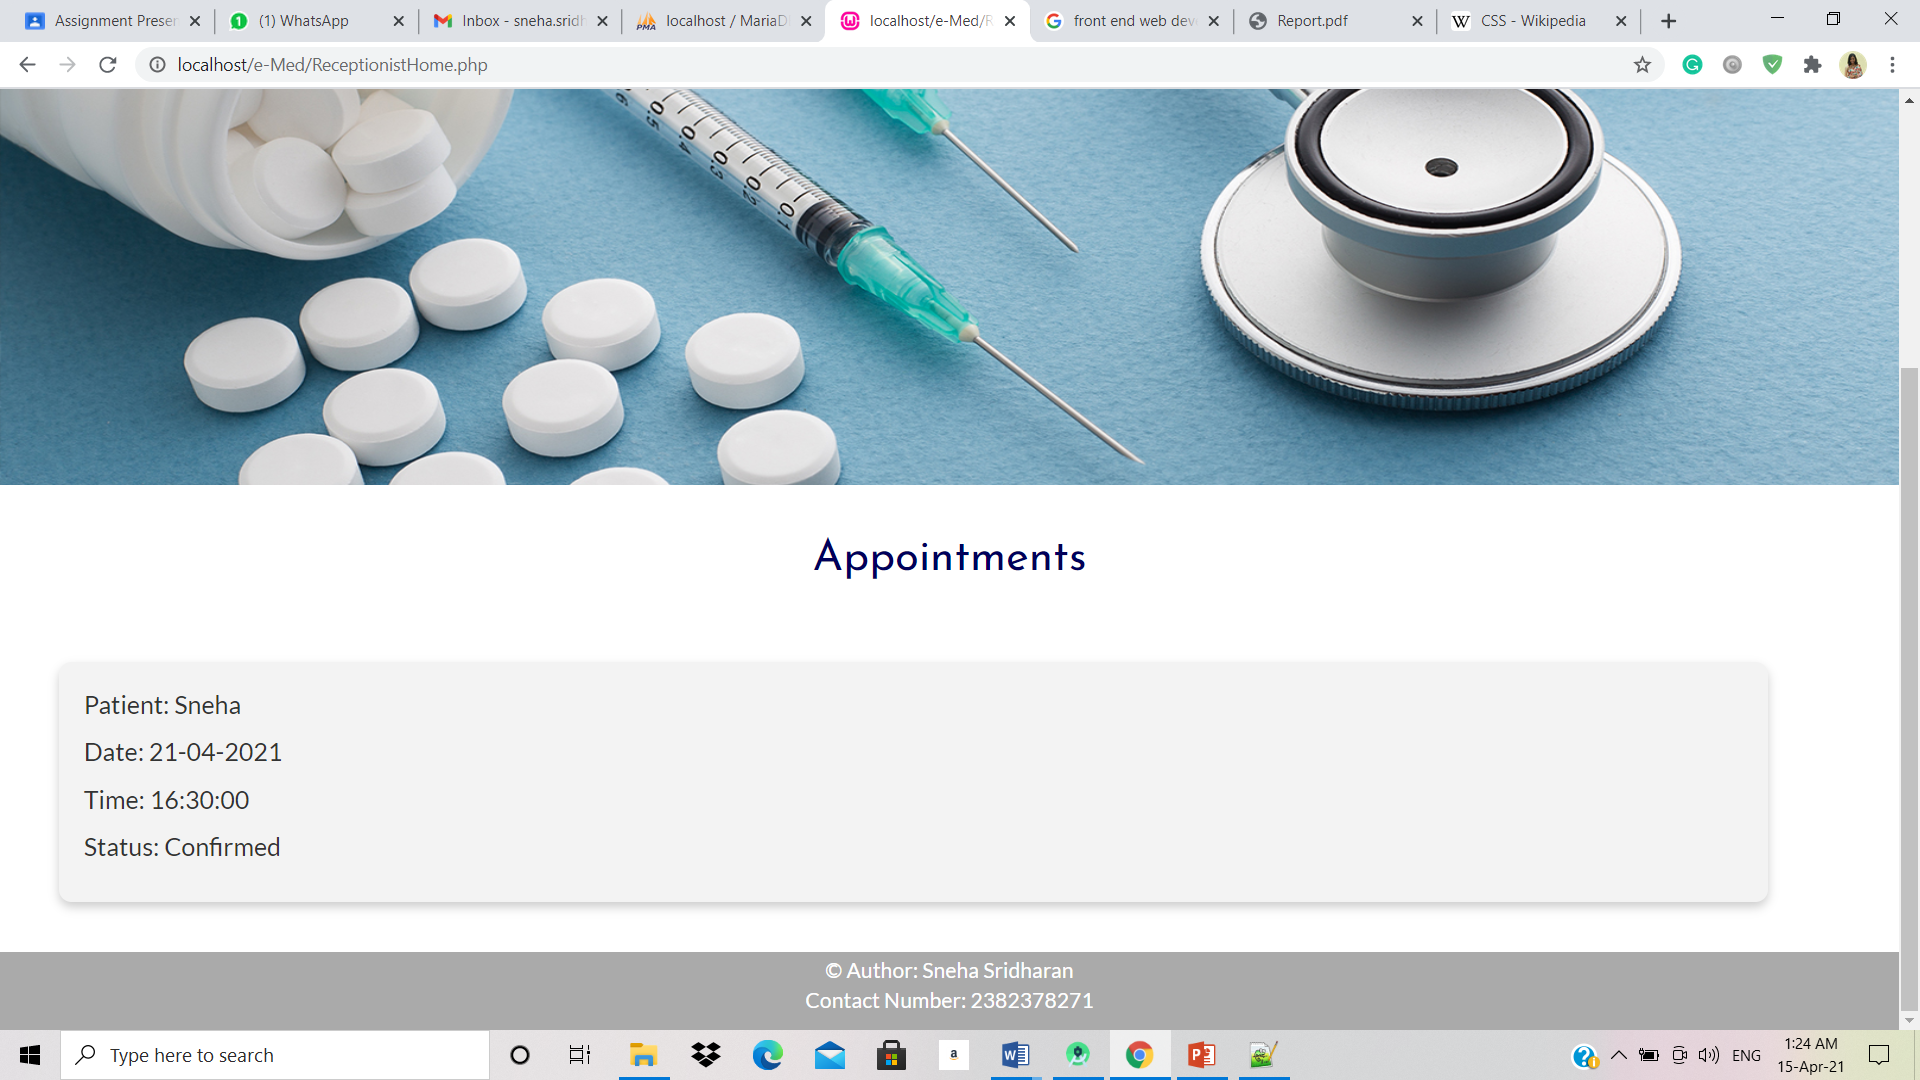 Assignment Presen
(1) WhatsApp
Inbox - sneha.sridh
localhost / MariaD
localhost/e-Med/R
front end web dev
Report.pdf
CSS - Wikipedia
localhost/e-Med/ReceptionistHome.php
Appointments
Patient: Sneha
Date: 21-04-2021
Time: 16:30:00
Status: Confirmed
© Author: Sneha Sridharan
Contact Number: 2382378271
Type here to search
ENG
1:24 AM
15-Apr-21